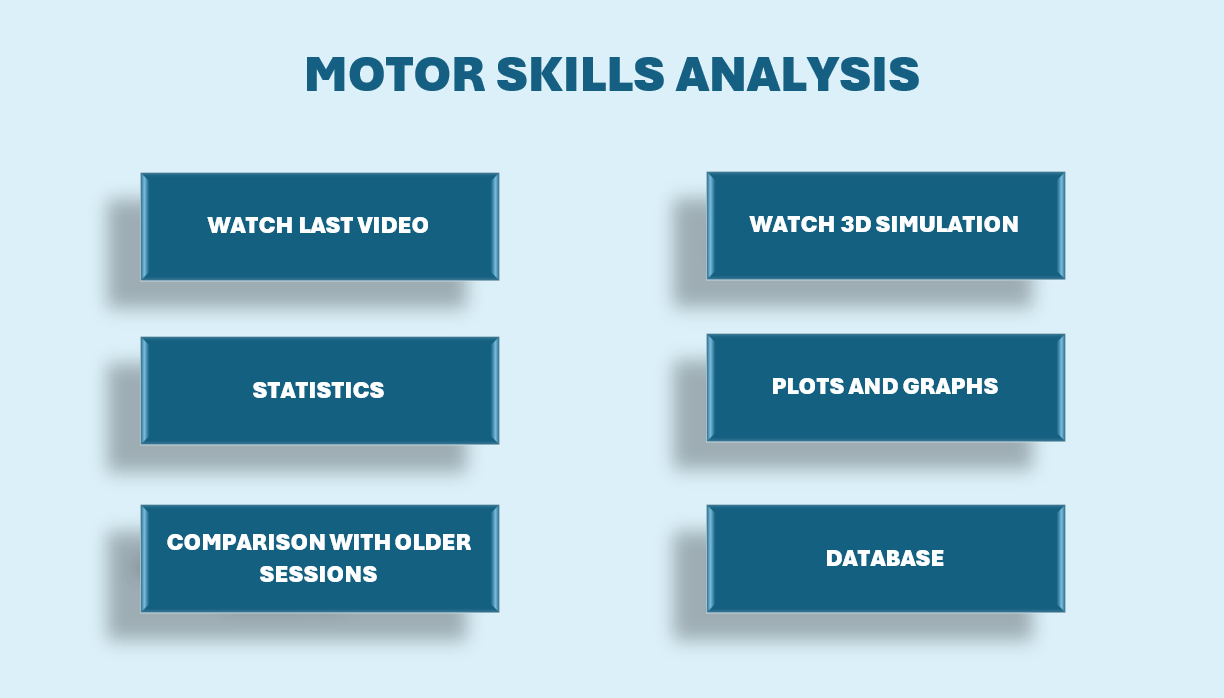 MOTOR SKILLS ANALYSIS
WATCH LAST VIDEO
WATCH 3D SIMULATION
STATISTICS
PLOTS AND GRAPHS
COMPARISON WITH OLDER
SESSIONS
DATABASE